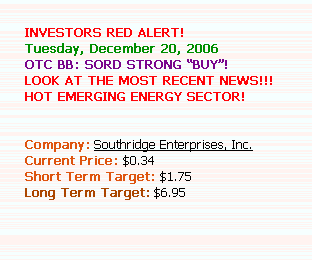 INVESTORS RED ALERT!
Tuesday, December 20, 2006
OTC BB: SORD STRONG "BUY"!
LOOK AT THE MOST RECENT NEWS!!!
HOT EMERGING ENERGY SECTOR!
Company: Southridge Enterprises, Inc.
Current Price: $0.34
Short Term Target: $1.75
Long Term Target: $6.95